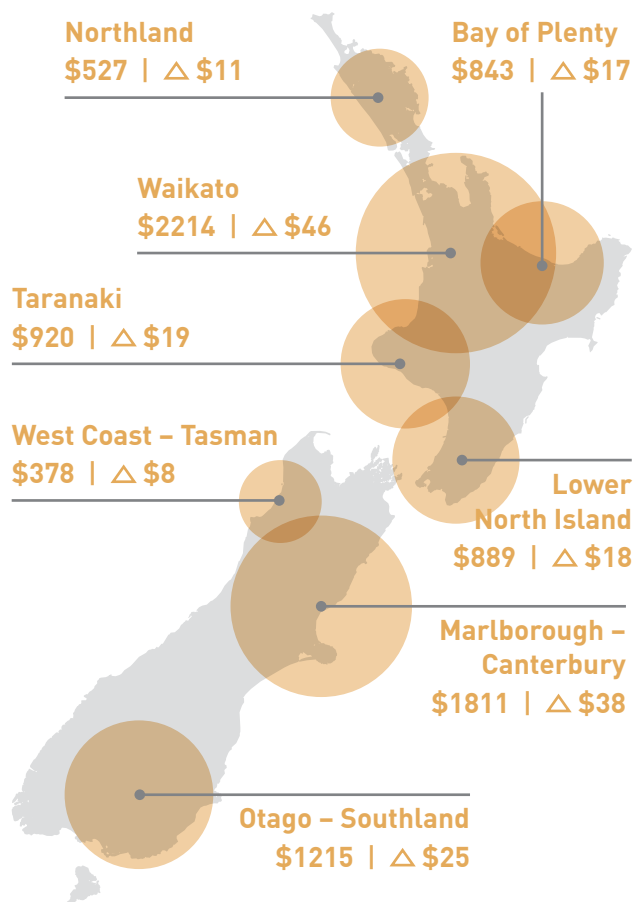 Northland
$527 | △ $11
Bay of Plenty
$843 | △ $17
Waikato
$2214 | △ $46
Taranaki
$920 | △ $19
West Coast – Tasman
$378 | △ $8
Lower
North Island
$889 | △ $18
Marlborough –
Canterbury
$1811 | △ $38
Otago – Southland
$1215 | △ $25